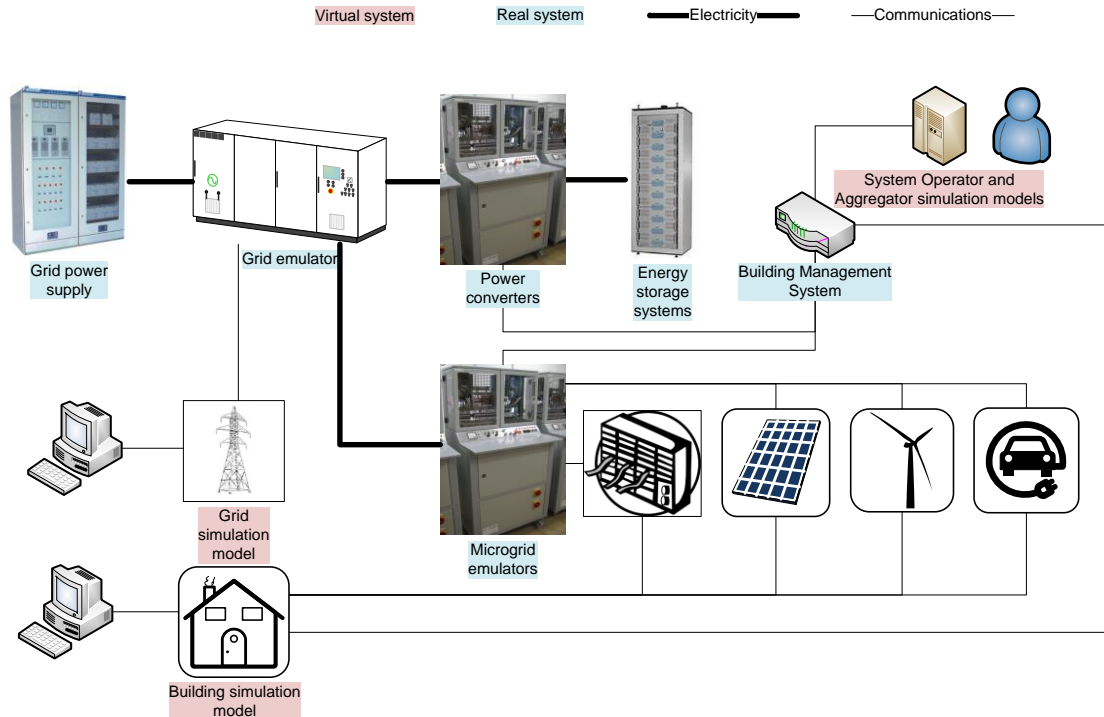 Virtual system
Real system
Electricity
Communications
System Operator and
Aggregator simulation models
Grid power
supply
Grid emulator
Power
converters
Energy
storage
systems
Building Management
System
Grid
simulation
model
Microgrid
emulators
Building simulation
model